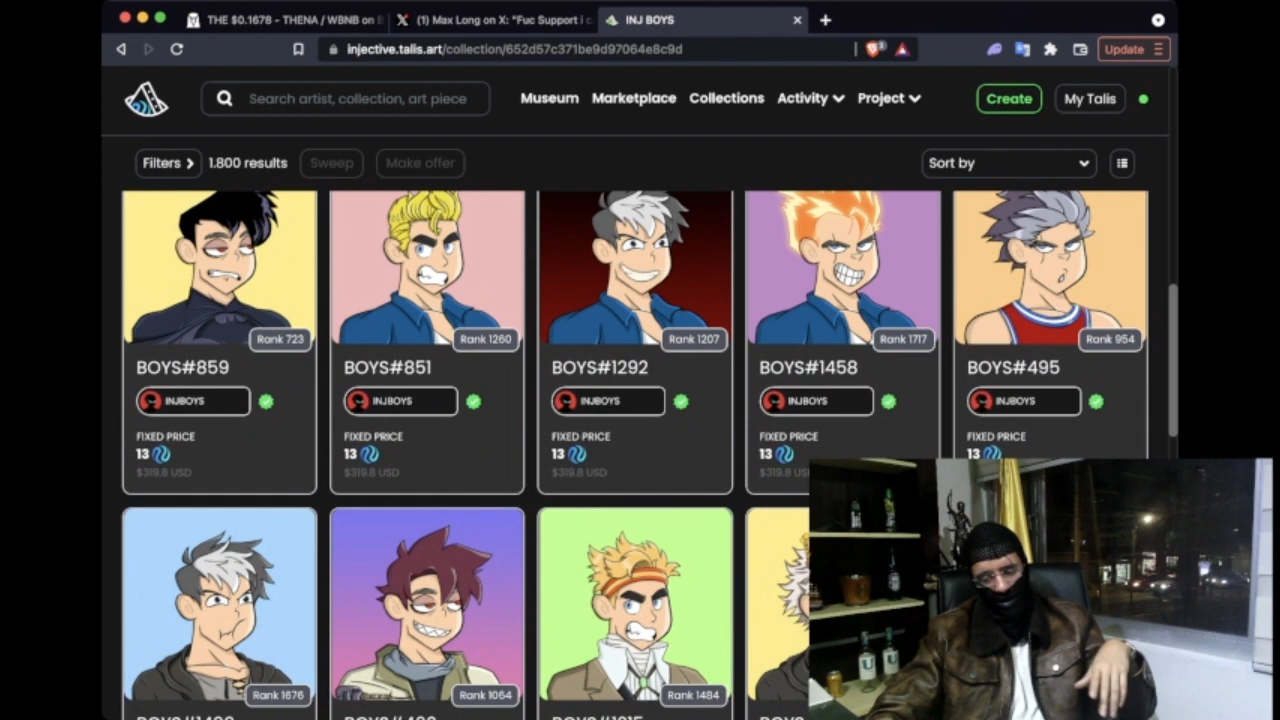 THE $0.1678 - THENA / WBNB on
(1) Max Long on X: "Fuc Support i c
INJ BOYS
injective.talis.art/collection/652d57c371be9d97064e8c9d
Update
Search artist, collection, art piece
Museum Marketplace Collections Activity Project
Create My Talis
Filters 1.800 results Sweep Make offer
Sort by
Rank 723 Rank 1260 Rank 1207 Rank 1717 Rank 954
BOYS#859 BOYS#851 BOYS#1292 BOYS#1458 BOYS#495
INJBOYS INJBOYS INJBOYS INJBOYS INJBOYS
FIXED PRICE FIXED PRICE FIXED PRICE FIXED PRICE FIXED PRICE
13 13 13 13 13
$319.8 USD $319.8 USD $319.8 USD $319.8 US
Rank 1676 Rank 1064 Rank 1484